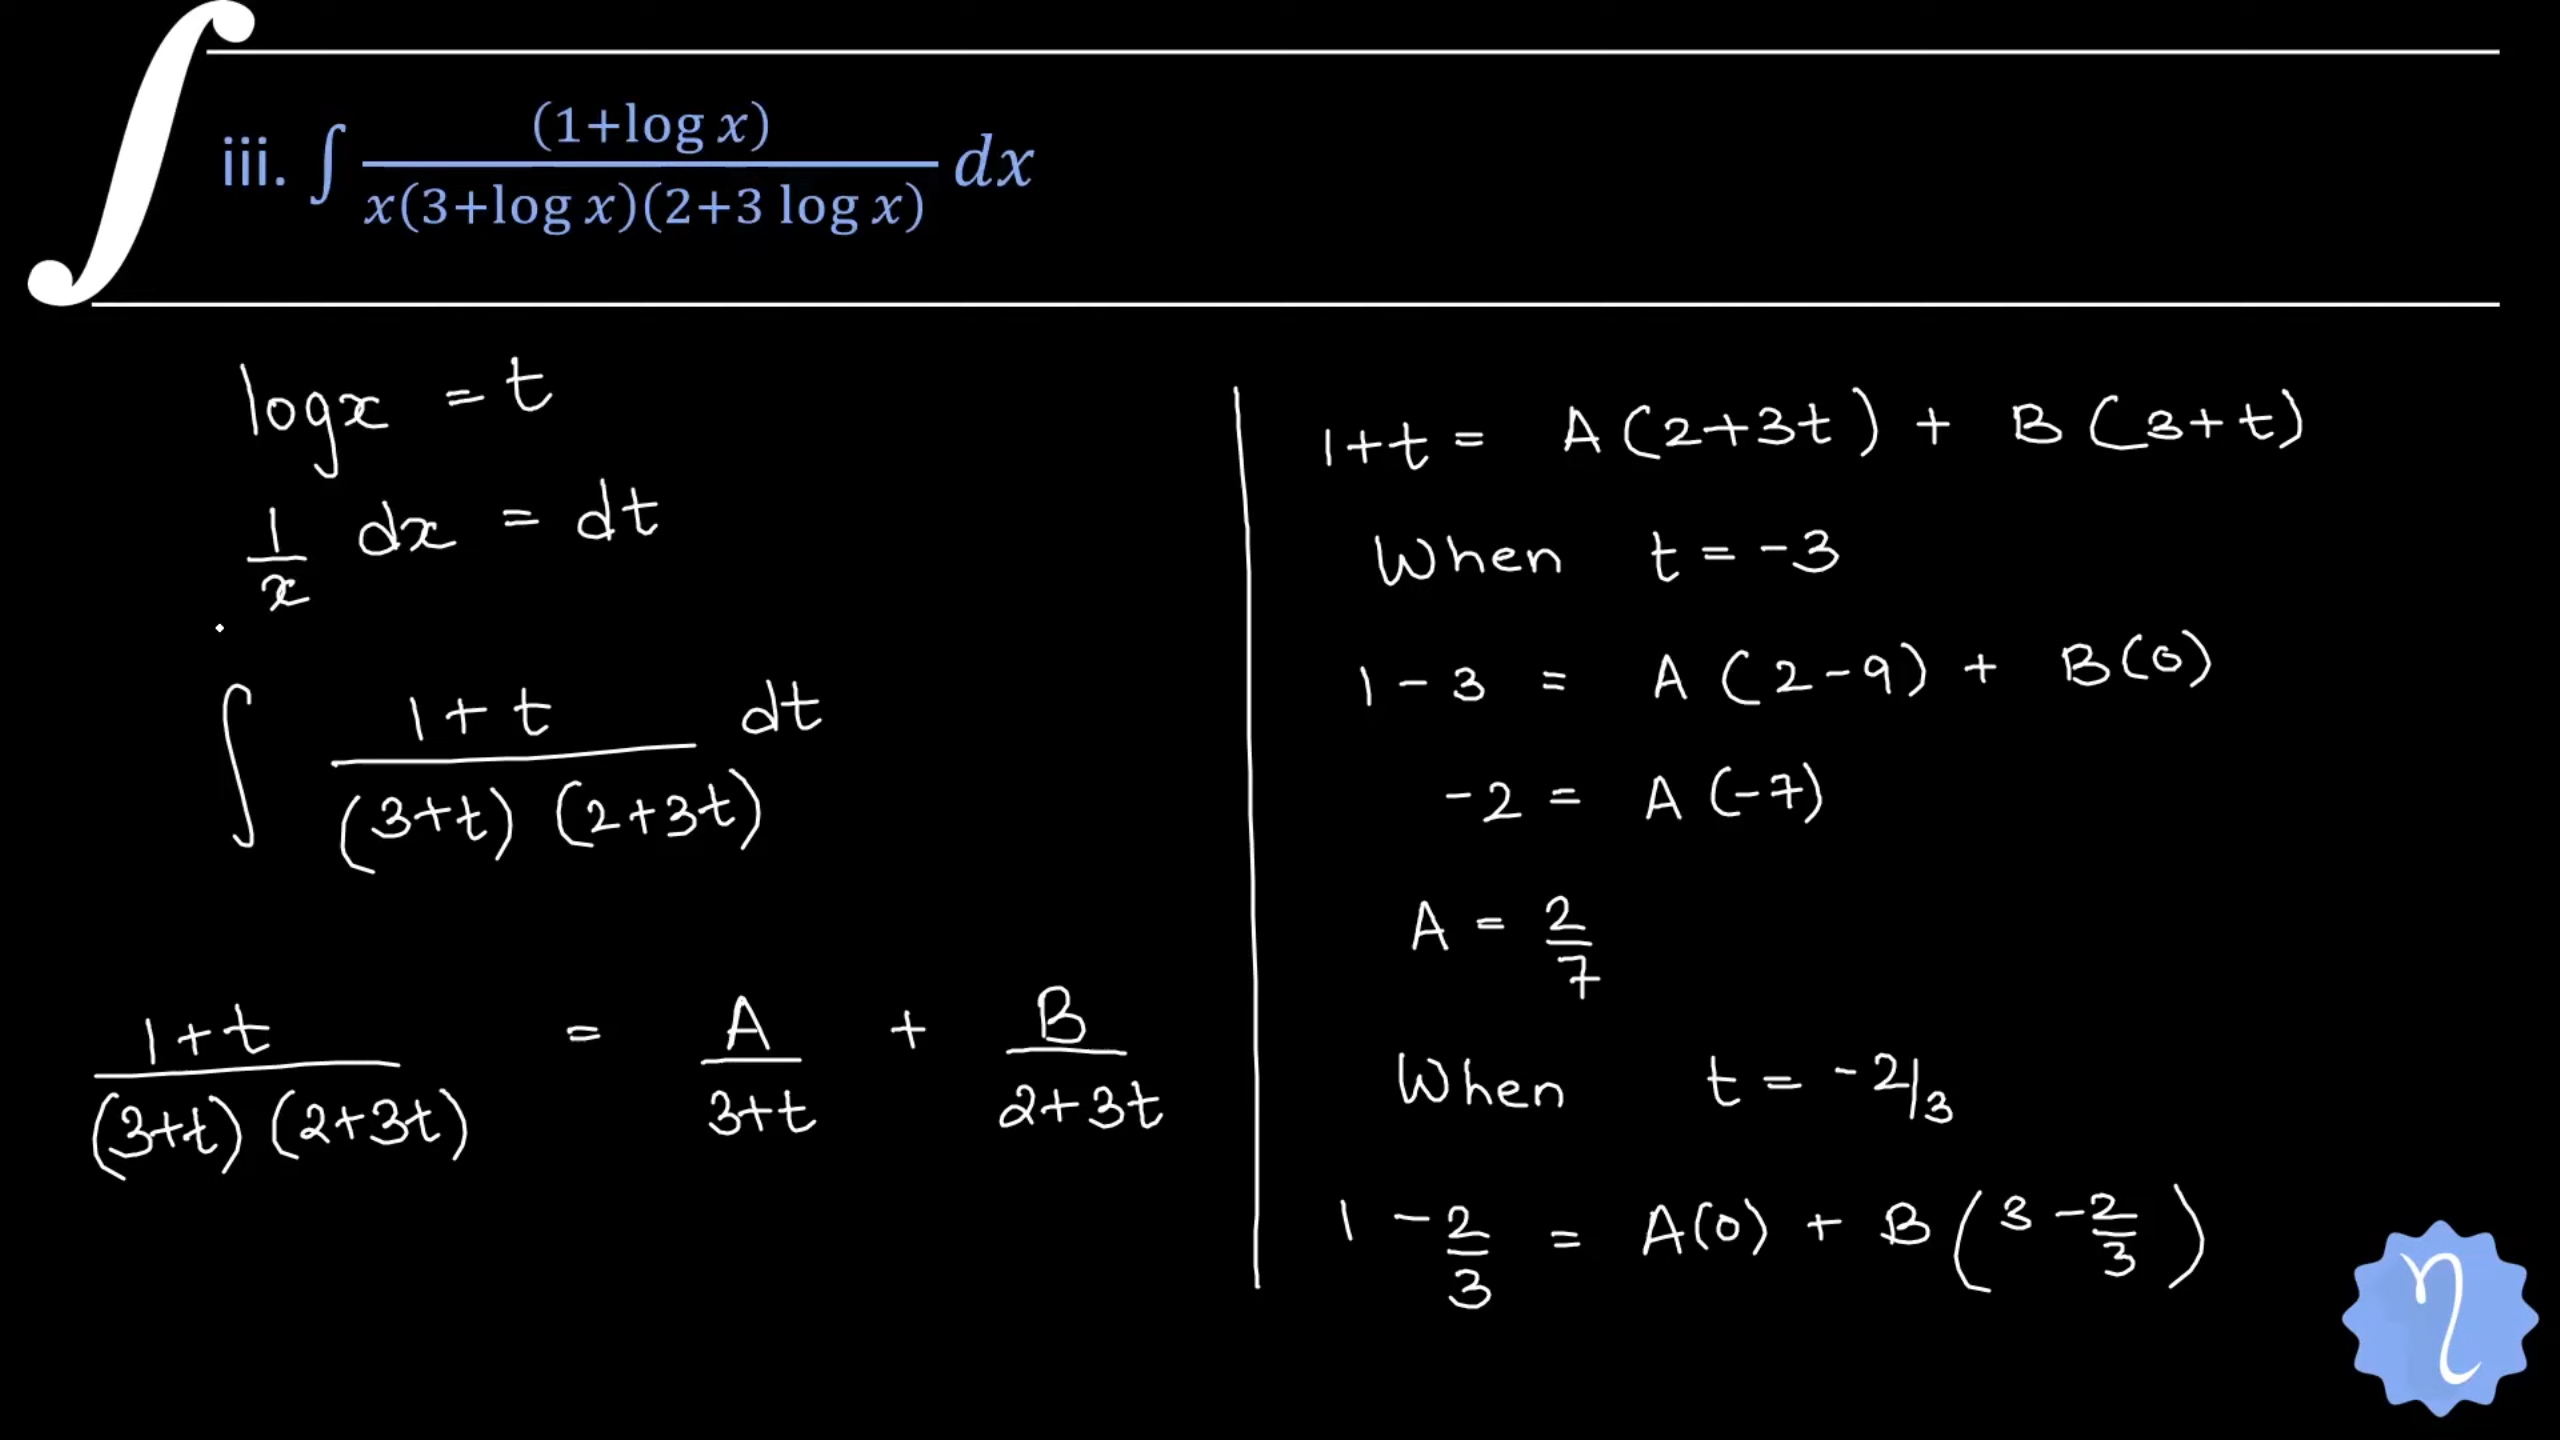 iii. ∫ (1+log x) / x(3+log x)(2+3 log x) dx
logx = t
1/x dx = dt
∫ 1+t / (3+t) (2+3t) dt
1+t / (3+t) (2+3t) = A / 3+t + B / 2+3t
1+t = A (2+3t) + B (3+t)
When t = -3
1 - 3 = A (2-9) + B(0)
-2 = A (-7)
A = 2/7
When t = -2/3
1 - 2/3 = A(0) + B (3 - 2/3)
η